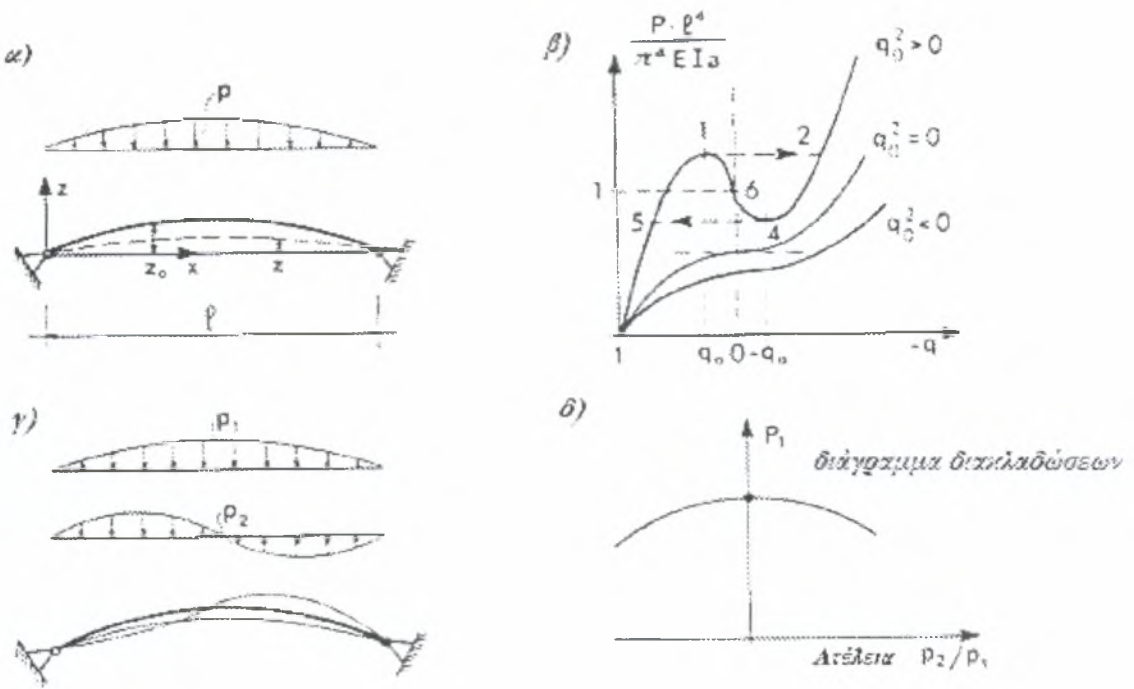 α)
p
z
z₀ x z
ℓ
β)
P · ℓ⁴
π⁴ E I a
q₀² > 0
q₀² = 0
q₀² < 0
1 2
1 6
5 4
1 q₀ 0 -q₀ -q
γ)
p₁
p₂
δ)
P₁
διάγραμμα διακλαδώσεων
Ατέλεια p₂/p₁